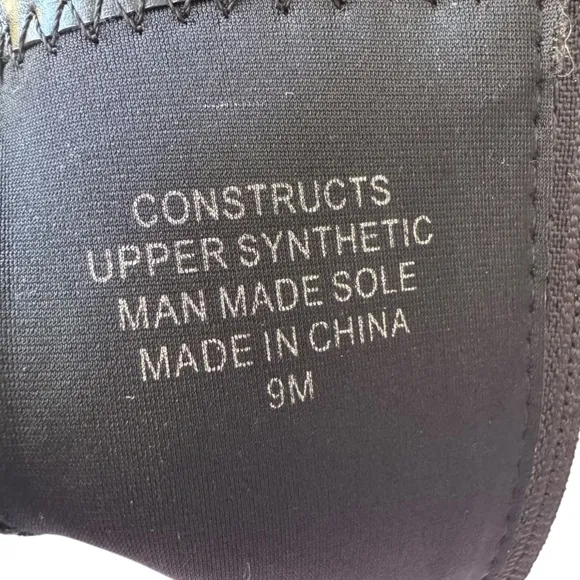 CONSTRUCTS
UPPER SYNTHETIC
MAN MADE SOLE
MADE IN CHINA
9M